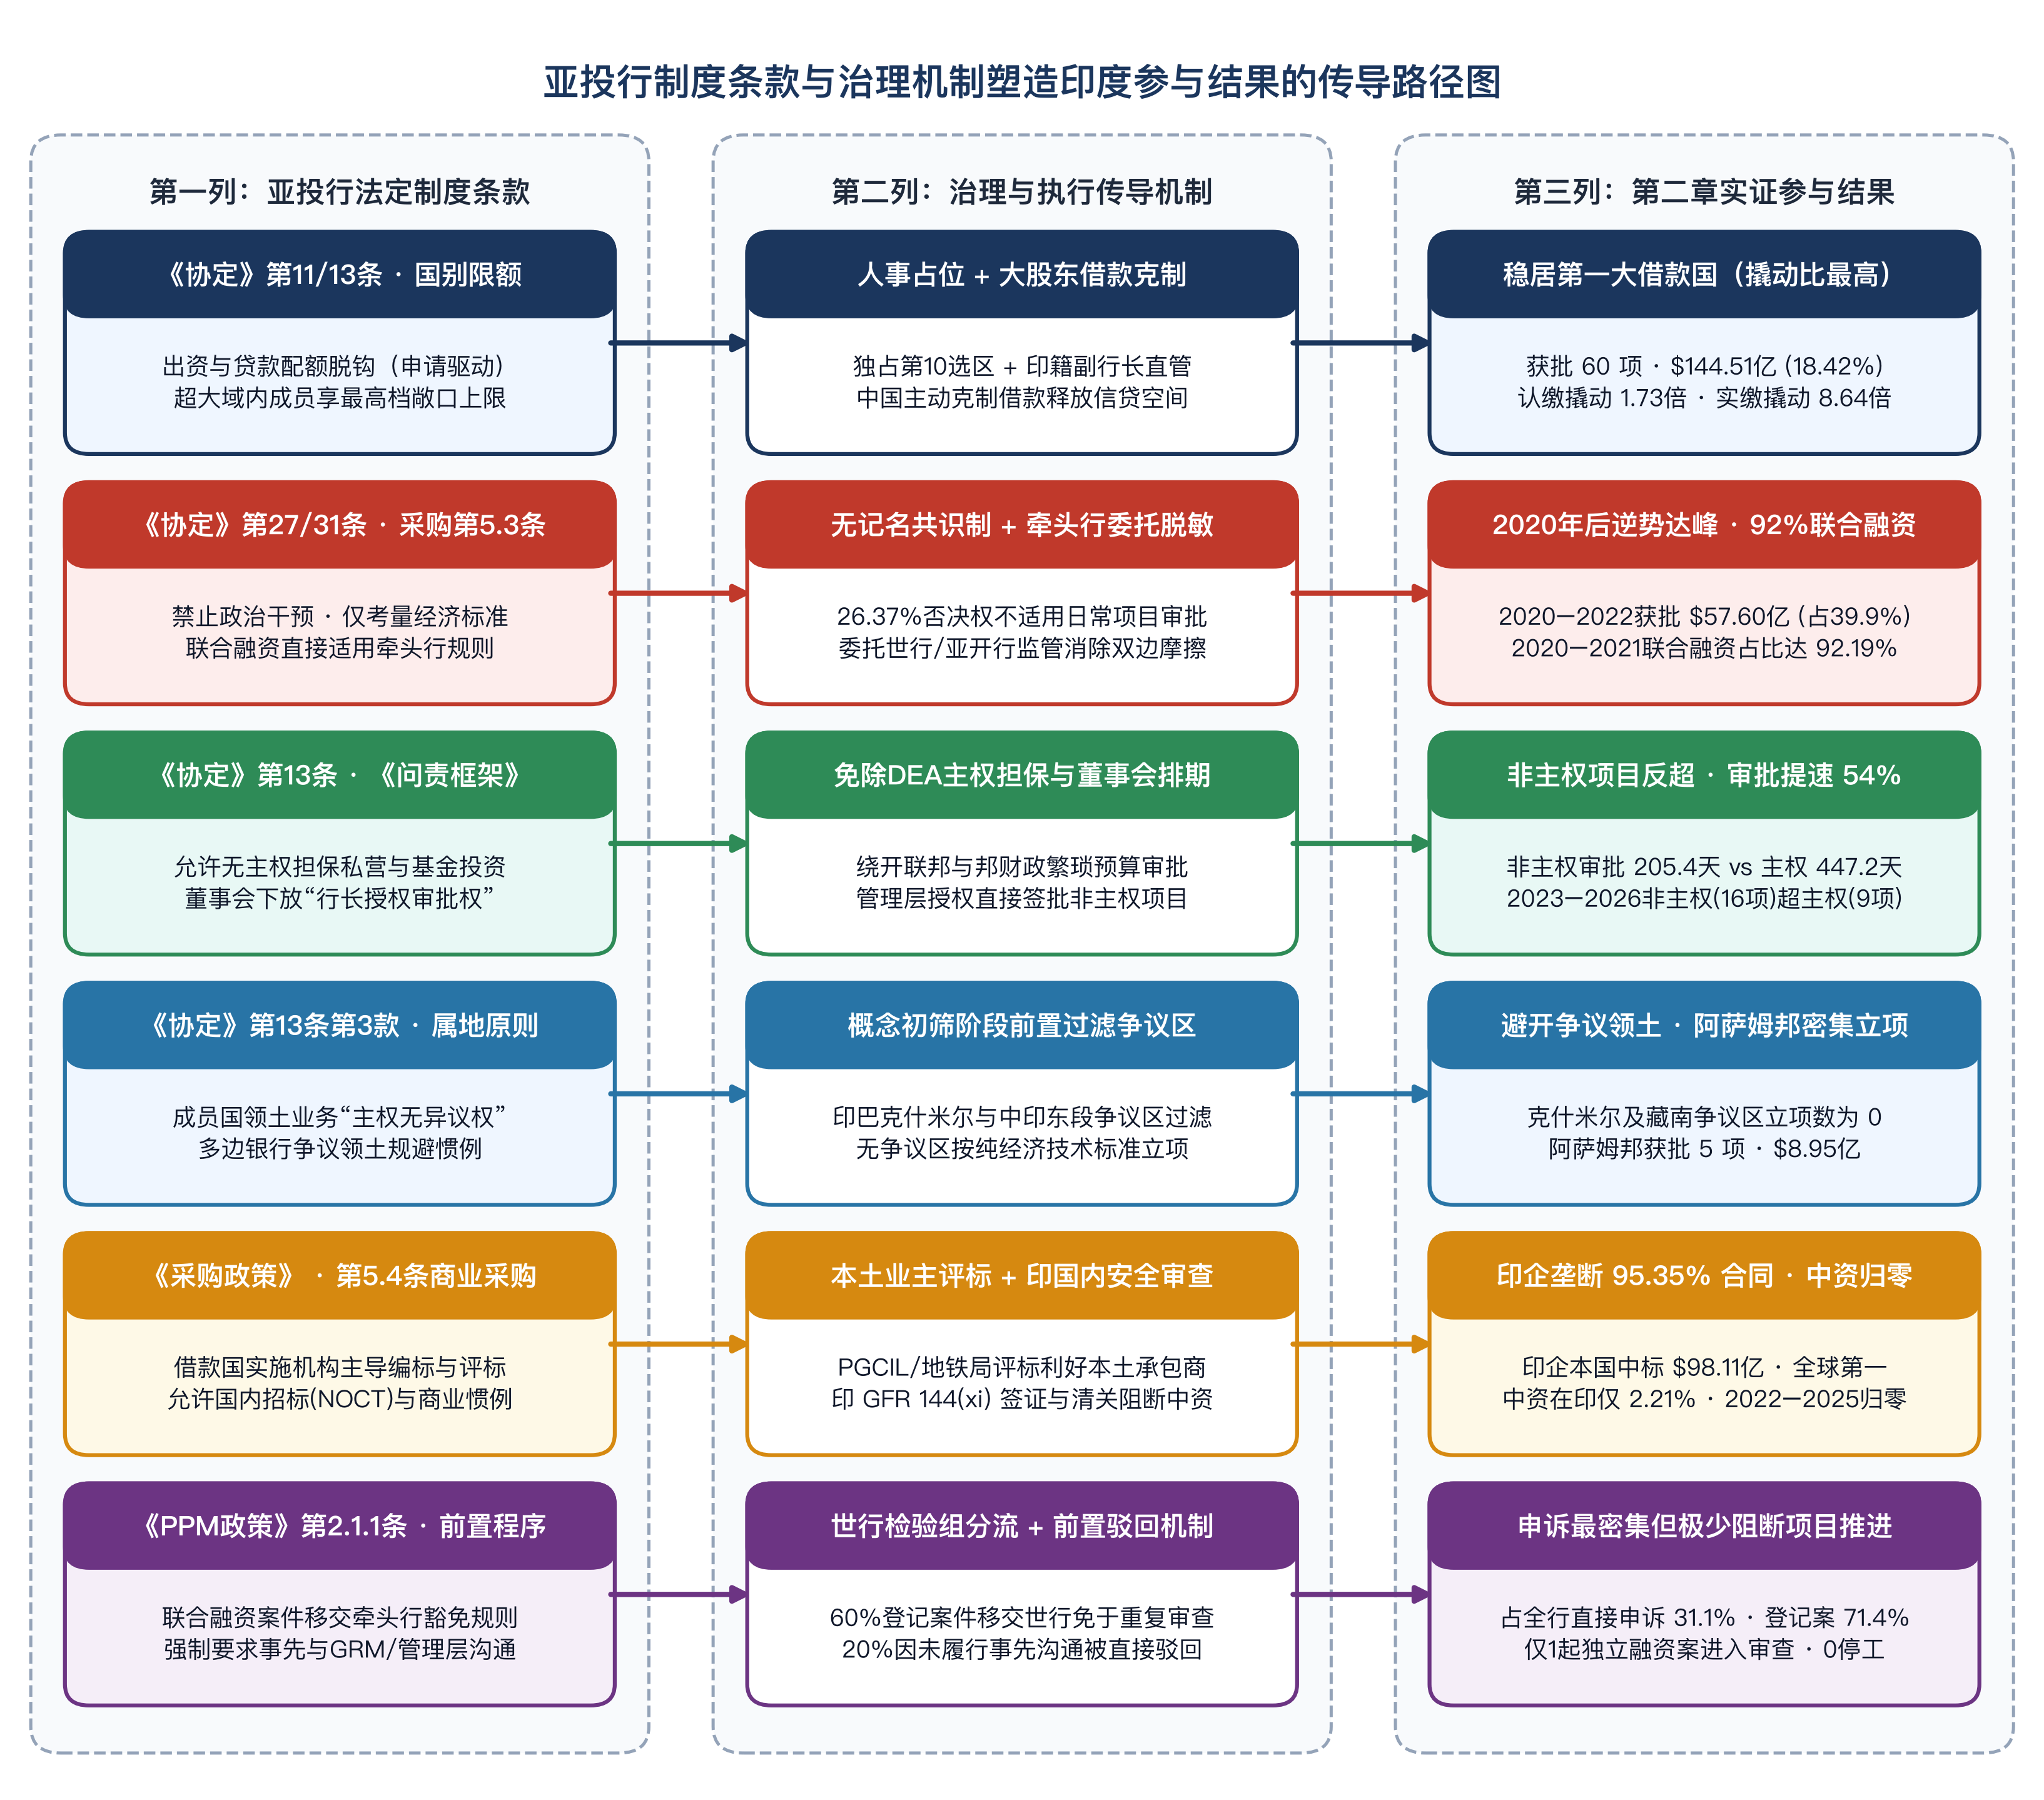 亚投行制度条款与治理机制塑造印度参与结果的传导路径图
第一列：亚投行法定制度条款
《协定》第11/13条 · 国别限额
出资与贷款配额脱钩（申请驱动）
超大域内成员享最高档敞口上限
《协定》第27/31条 · 采购第5.3条
禁止政治干预 · 仅考量经济标准
联合融资直接适用牵头行规则
《协定》第13条 · 《问责框架》
允许无主权担保私营与基金投资
董事会下放“行长授权审批权”
《协定》第13条第3款 · 属地原则
成员国领土业务“主权无异议权”
多边银行争议领土规避惯例
《采购政策》 · 第5.4条商业采购
借款国实施机构主导编标与评标
允许国内招标(NOCT)与商业惯例
《PPM政策》第2.1.1条 · 前置程序
联合融资案件移交牵头行豁免规则
强制要求事先与GRM/管理层沟通
第二列：治理与执行传导机制
人事占位 + 大股东借款克制
独占第10选区 + 印籍副行长直管
中国主动克制借款释放信贷空间
无记名共识制 + 牵头行委托脱敏
26.37%否决权不适用日常项目审批
委托世行/亚开行监管消除双边摩擦
免除DEA主权担保与董事会排期
绕开联邦与邦财政繁琐预算审批
管理层授权直接签批非主权项目
概念初筛阶段前置过滤争议区
印巴克什米尔与中印东段争议区过滤
无争议区按纯经济技术标准立项
本土业主评标 + 印国内安全审查
PGCIL/地铁局评标利好本土承包商
印 GFR 144(xi) 签证与清关阻断中资
世行检验组分流 + 前置驳回机制
60%登记案件移交世行免于重复审查
20%因未履行事先沟通被直接驳回
第三列：第二章实证参与结果
稳居第一大借款国（撬动比最高）
获批 60 项 · $144.51亿 (18.42%)
认缴撬动 1.73倍 · 实缴撬动 8.64倍
2020年后逆势达峰 · 92%联合融资
2020—2022获批 $57.60亿 (占39.9%)
2020—2021联合融资占比达 92.19%
非主权项目反超 · 审批提速 54%
非主权审批 205.4天 vs 主权 447.2天
2023—2026非主权(16项)超主权(9项)
避开争议领土 · 阿萨姆邦密集立项
克什米尔及藏南争议区立项数为 0
阿萨姆邦获批 5 项 · $8.95亿
印企垄断 95.35% 合同 · 中资归零
印企本国中标 $98.11亿 · 全球第一
中资在印仅 2.21% · 2022—2025归零
申诉最密集但极少阻断项目推进
占全行直接申诉 31.1% · 登记案 71.4%
仅1起独立融资案进入审查 · 0停工